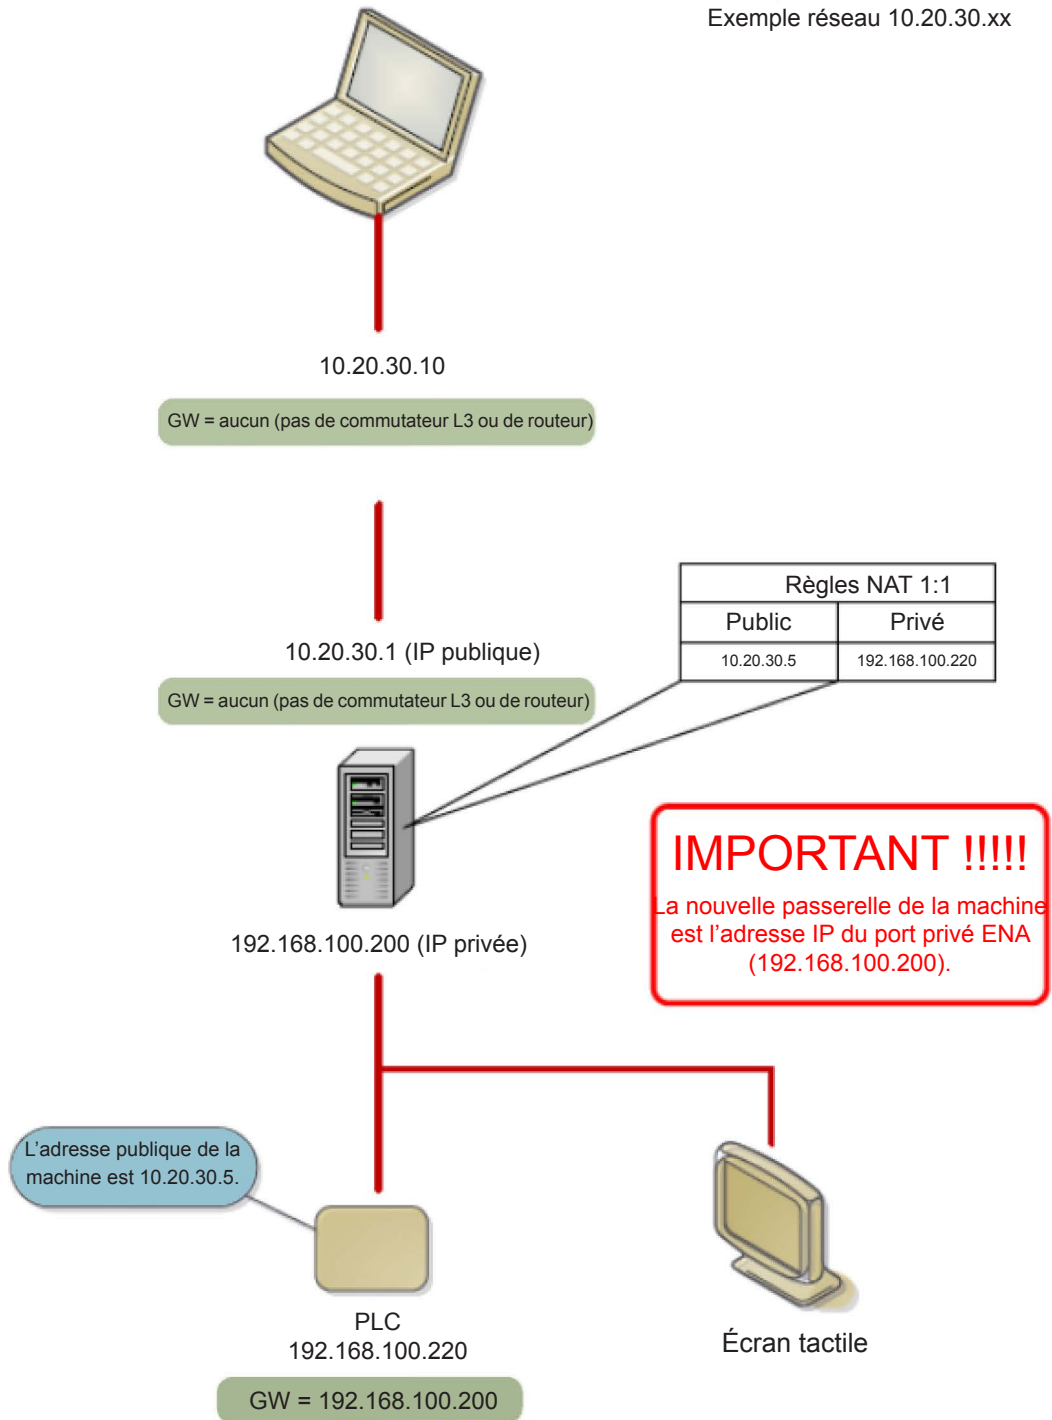 Exemple réseau 10.20.30.xx
10.20.30.10
GW = aucun (pas de commutateur L3 ou de routeur)
10.20.30.1 (IP publique)
GW = aucun (pas de commutateur L3 ou de routeur)
Règles NAT 1:1
Public
Privé
10.20.30.5
192.168.100.220
IMPORTANT !!!!!
La nouvelle passerelle de la machine
est l’adresse IP du port privé ENA
(192.168.100.200).
192.168.100.200 (IP privée)
L’adresse publique de la
machine est 10.20.30.5.
PLC
192.168.100.220
GW = 192.168.100.200
Écran tactile